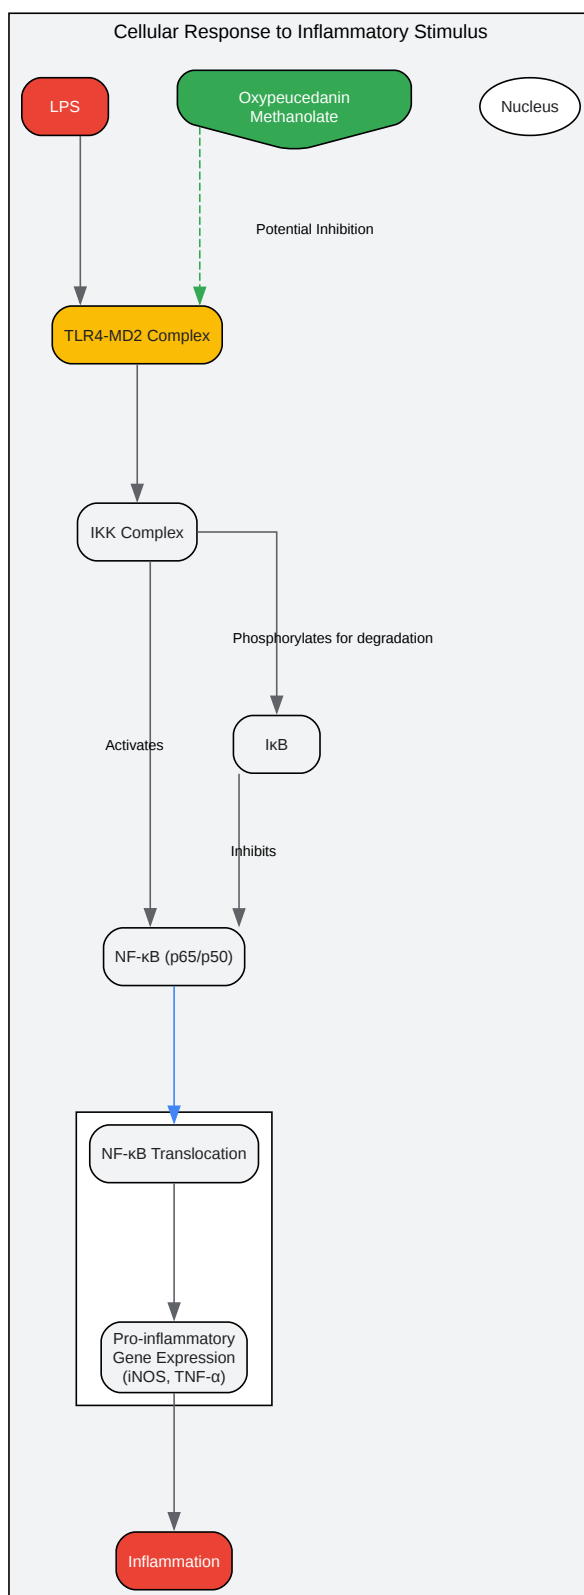 Cellular Response to Inflammatory Stimulus
LPS
Oxypeucedanin
Methanolate
Nucleus
Potential Inhibition
TLR4-MD2 Complex
IKK Complex
Phosphorylates for degradation
IκB
Activates
Inhibits
NF-κB (p65/p50)
NF-κB Translocation
Pro-inflammatory
Gene Expression
(iNOS, TNF-α)
Inflammation